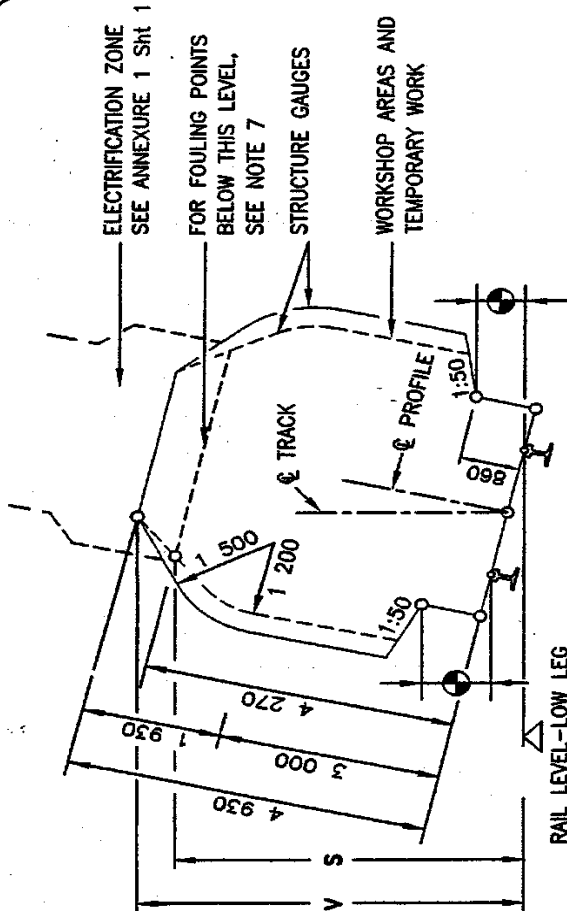 ELECTRIFICATION ZONE
SEE ANNEXURE 1 Sht 1
FOR FOULING POINTS
BELOW THIS LEVEL,
SEE NOTE 7
STRUCTURE GAUGES
WORKSHOP AREAS AND
TEMPORARY WORK
℄ TRACK
℄ PROFILE
1 500
1 200
1:50
1:50
860
4 270
1 930
3 000
4 930
S
V
RAIL LEVEL-LOW LEG